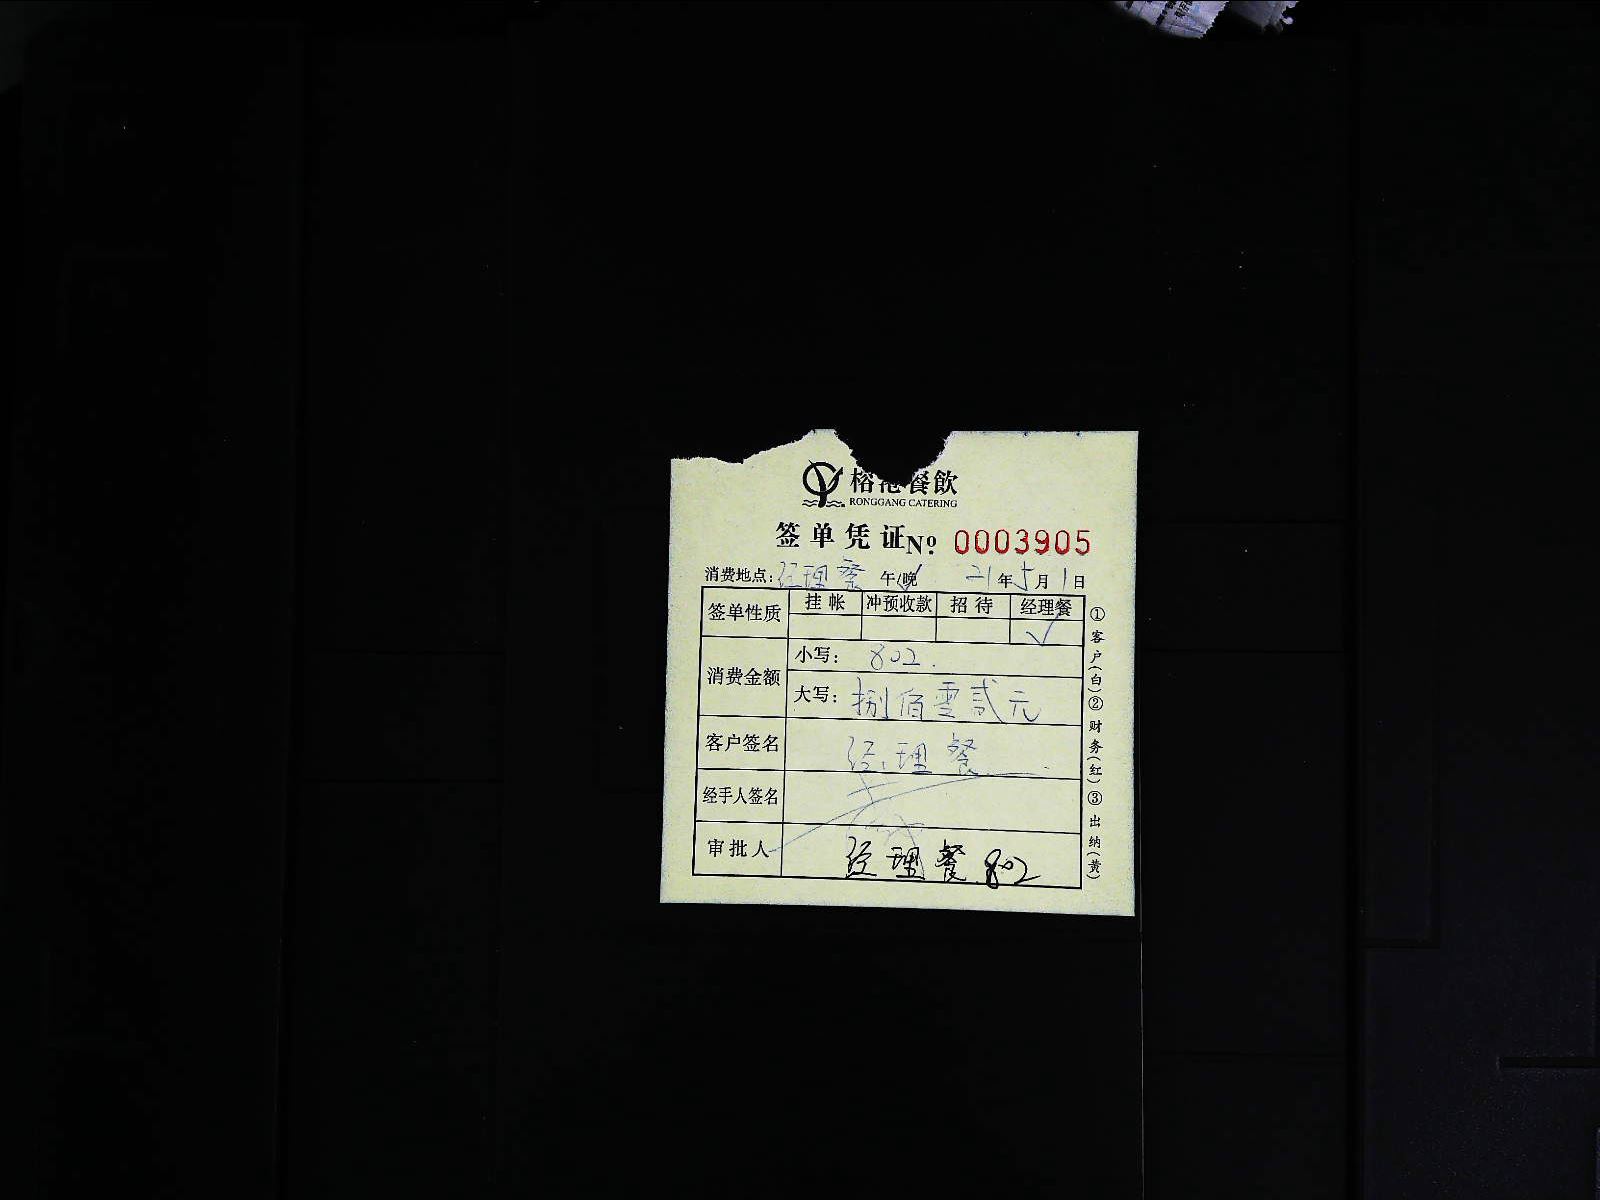 榕港餐飲
RONGGANG CATERING
签单凭证 № 0003905
消费地点: 经理餐 午/晚 21年5月1日
签单性质 挂帐 冲预收款 招待 经理餐
√
消费金额 小写: 802.
大写: 捌佰零贰元
客户签名 经理餐
经手人签名
审批人 经理餐 802
①客户(白)②财务(红)③出纳(黄)